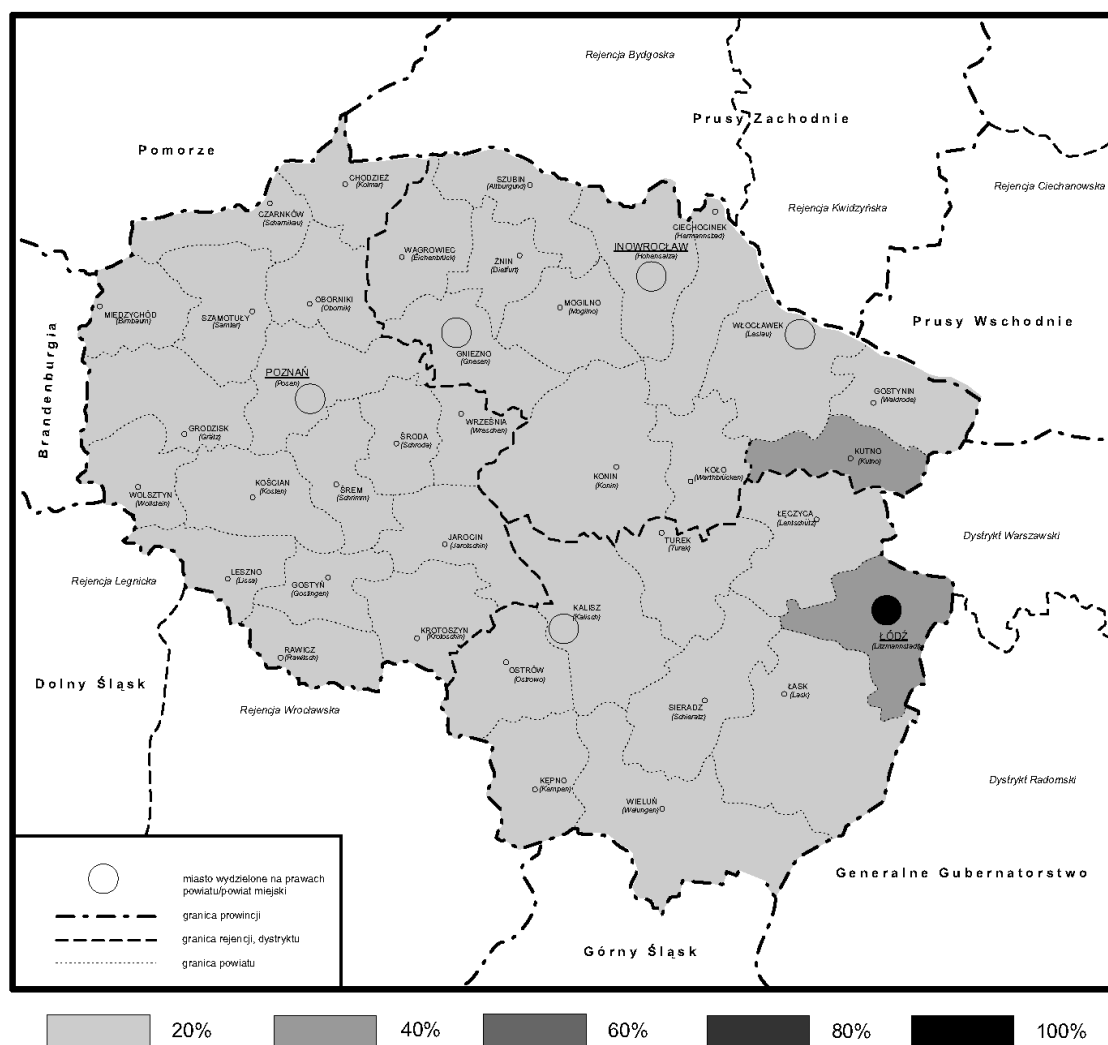 Rejencja Bydgoska
Prusy Zachodnie
Pomorze
Rejencja Ciechanowska
Rejencja Kwidzyńska
CHODZIEŻ
(Kolmar)
SZUBIN
(Altburgund)
CZARNKÓW
(Scharnikau)
CIECHOCINEK
(Hermannsbad)
WĄGROWIEC
(Eichenbrück)
ŻNIN
(Dietfurt)
INOWROCŁAW
(Hohensalza)
MIEDZYCHÓD
(Birnbaum)
SZAMOTUŁY
(Samter)
OBORNIKI
(Obornik)
MOGILNO
(Mogilno)
WŁOCŁAWEK
(Leslau)
Prusy Wschodnie
GNIEZNO
(Gnesen)
POZNAŃ
(Posen)
GOSTYNIN
(Waldrode)
Brandenburgia
GRODZISK
(Grätz)
ŚRODA
(Schroda)
WRZEŚNIA
(Wreschen)
KUTNO
(Kutno)
WOLSZTYN
(Wollstein)
KOŚCIAN
(Kosten)
ŚREM
(Schrimm)
KONIN
(Konin)
KOŁO
(Warthbrücken)
ŁĘCZYCA
(Lentschütz)
JAROCIN
(Jarotschin)
TUREK
(Turek)
Dystrykt Warszawski
Rejencja Legnicka
LESZNO
(Lissa)
GOSTYŃ
(Gostingen)
KALISZ
(Kalisch)
KROTOSZYN
(Krotoschin)
ŁÓDŹ
(Litzmannstadt)
RAWICZ
(Rawitsch)
OSTRÓW
(Ostrowo)
Dolny Śląsk
Rejencja Wrocławska
SIERADZ
(Schieratz)
ŁASK
(Lask)
KĘPNO
(Kempen)
WIELUŃ
(Welungen)
Dystrykt Radomski
Generalne Gubernatorstwo
Górny Śląsk
miasto wydzielone na prawach
powiatu/powiat miejski
granica prowincji
granica rejencji, dystryktu
granica powiatu
20%
40%
60%
80%
100%